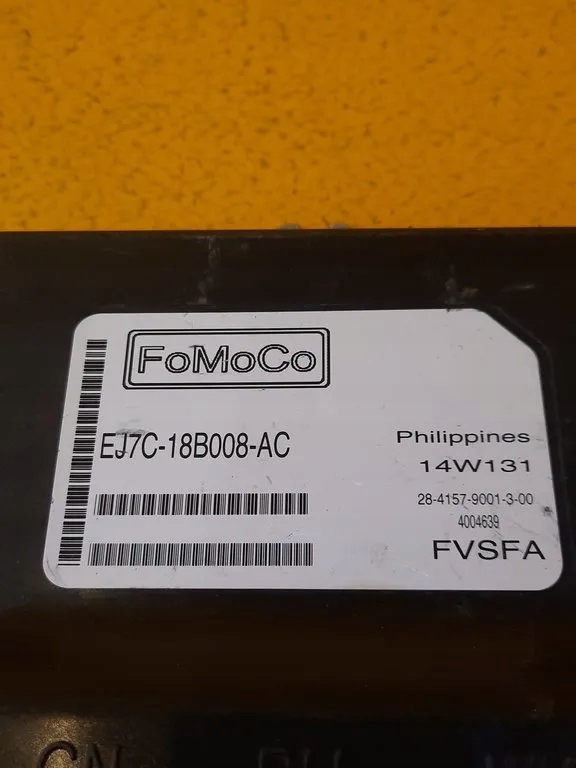 FoMoCo
EJ7C-18B008-AC
Philippines
14W131
28-4157-9001-3-00
4004639
FVSFA